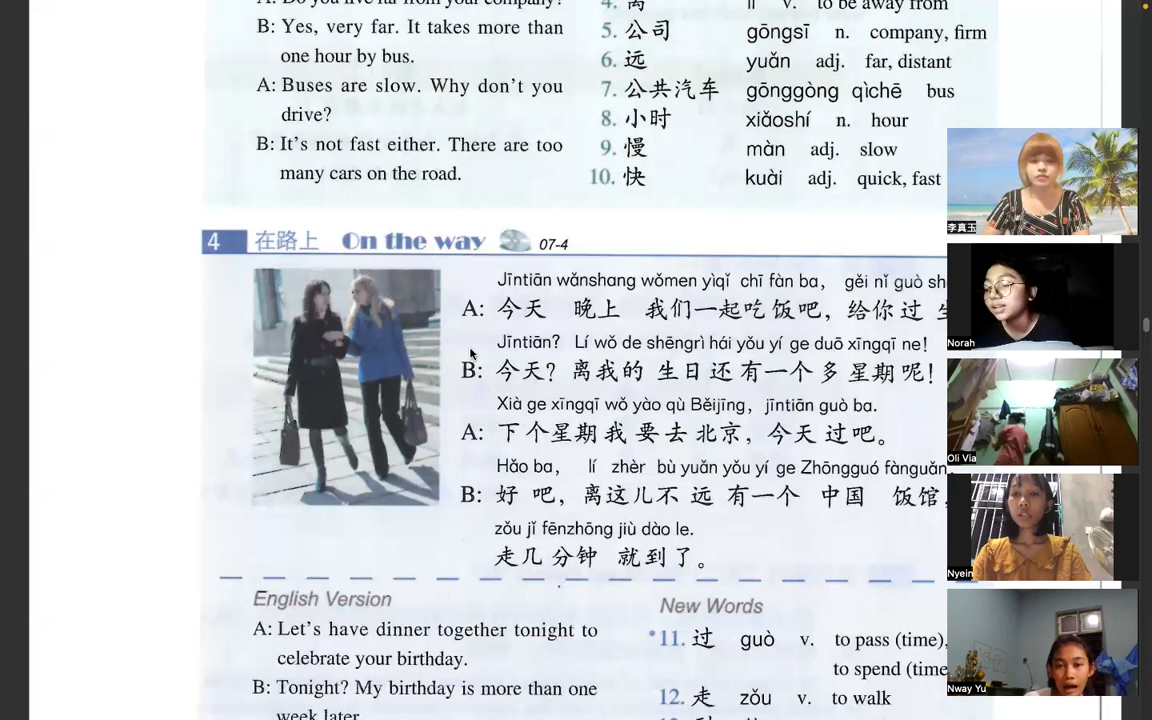 A: Do you live far from your company?
B: Yes, very far. It takes more than
one hour by bus.
A: Buses are slow. Why don't you
drive?
B: It's not fast either. There are too
many cars on the road.
4. 离 lí v. to be away from
5. 公司 gōngsī n. company, firm
6. 远 yuǎn adj. far, distant
7. 公共汽车 gōnggòng qìchē bus
8. 小时 xiǎoshí n. hour
9. 慢 màn adj. slow
10. 快 kuài adj. quick, fast
4 在路上 On the way 07-4
Jīntiān wǎnshang wǒmen yìqǐ chī fàn ba, gěi nǐ guò sh
A: 今天 晚上 我们一起吃饭吧, 给你过 生
Jīntiān? Lí wǒ de shēngrì hái yǒu yí ge duō xīngqī ne!
B: 今天? 离我的 生日还有一个多星期呢!
Xià ge xīngqī wǒ yào qù Běijīng, jīntiān guò ba.
A: 下个星期我要去北京, 今天过吧。
Hǎo ba, lí zhèr bù yuǎn yǒu yí ge Zhōngguó fànguǎn,
B: 好吧, 离这儿不远有一个 中国 饭馆,
zǒu jǐ fēnzhōng jiù dào le.
走几分钟 就到了。
English Version
A: Let's have dinner together tonight to
celebrate your birthday.
B: Tonight? My birthday is more than one
week later.
New Words
*11. 过 guò v. to pass (time),
to spend (time
12. 走 zǒu v. to walk
李真玉
Norah
Oli Via
Nyein
Nway Yu